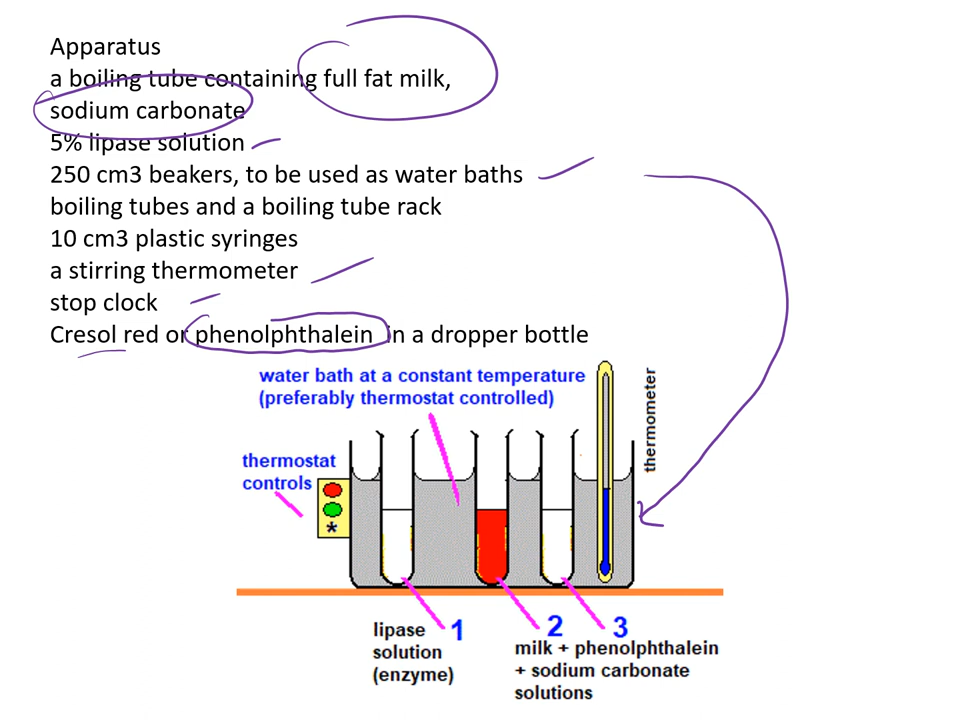 Apparatus
a boiling tube containing full fat milk,
sodium carbonate
5% lipase solution
250 cm3 beakers, to be used as water baths
boiling tubes and a boiling tube rack
10 cm3 plastic syringes
a stirring thermometer
stop clock
Cresol red or phenolphthalein in a dropper bottle
water bath at a constant temperature
(preferably thermostat controlled)
thermometer
thermostat
controls
*
1
2
3
lipase
solution
(enzyme)
milk + phenolphthalein
+ sodium carbonate
solutions